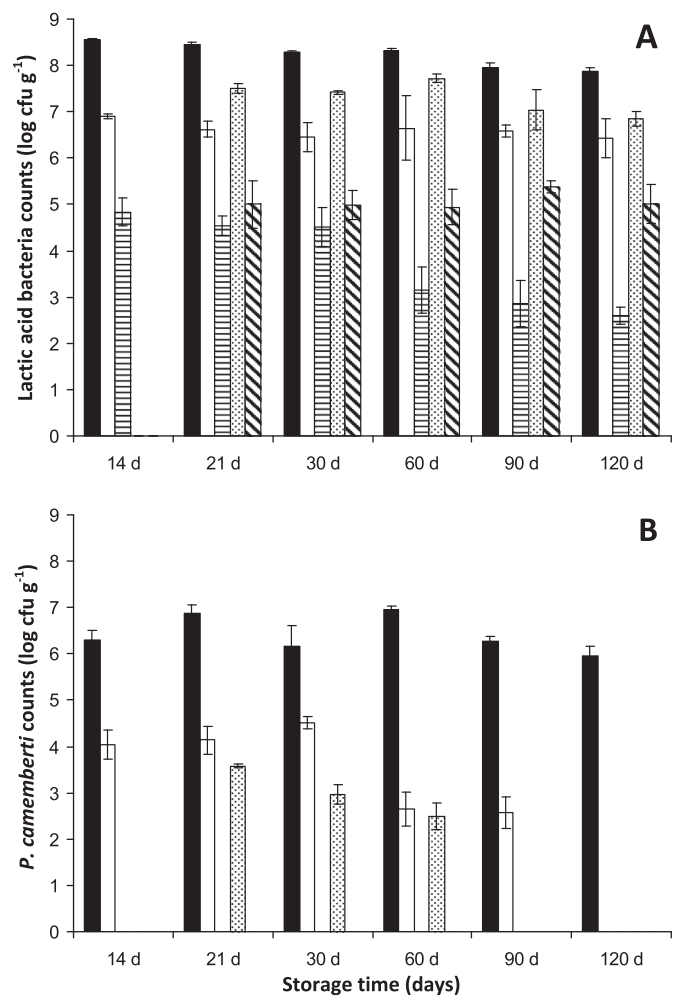 A
Lactic acid bacteria counts (log cfu g-1)
9
8
7
6
5
4
3
2
1
0
14 d 21 d 30 d 60 d 90 d 120 d
B
P. camemberti counts (log cfu g-1)
9
8
7
6
5
4
3
2
1
0
14 d 21 d 30 d 60 d 90 d 120 d
Storage time (days)